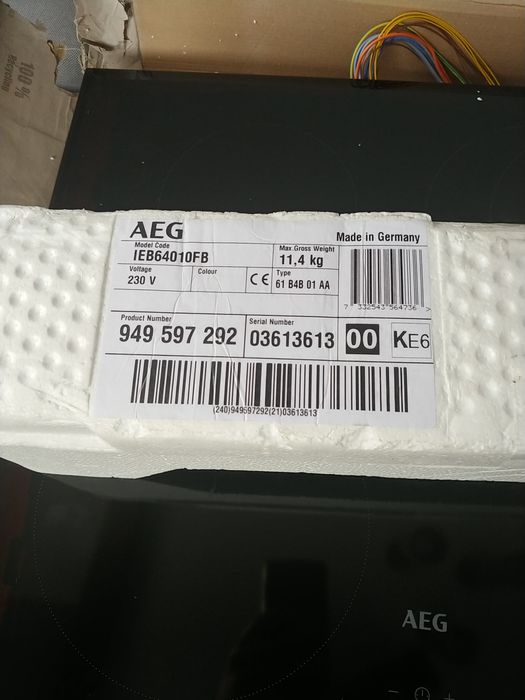 100 %
Recycling
AEG
Made in Germany
Model Code
IEB64010FB
Max.Gross Weight
11,4 kg
Voltage
230 V
Colour
CE
Type
61 B4B 01 AA
7 332543 564736 >
Product Number
949 597 292
Serial Number
03613613
00
KE6
(240)949597292(21)03613613
AEG
− +